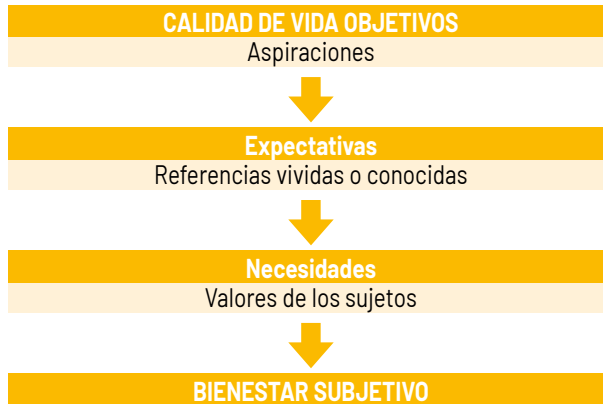 CALIDAD DE VIDA OBJETIVOS
Aspiraciones
Expectativas
Referencias vividas o conocidas
Necesidades
Valores de los sujetos
BIENESTAR SUBJETIVO